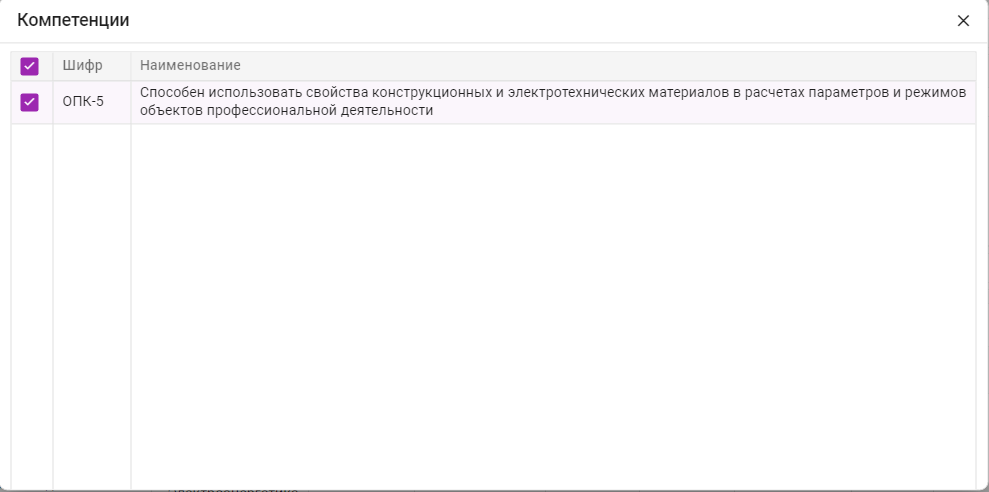 Компетенции
Шифр Наименование
ОПК-5 Способен использовать свойства конструкционных и электротехнических материалов в расчетах параметров и режимов
объектов профессиональной деятельности